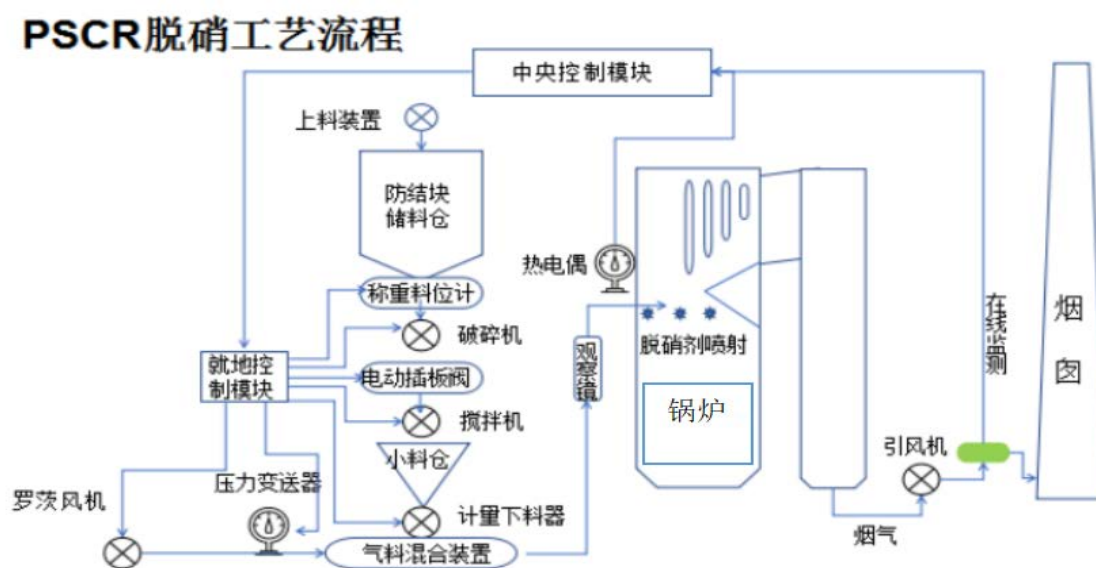 PSCR脱硝工艺流程
中央控制模块
上料装置
防结块
储料仓
热电偶
称重料位计
破碎机
脱硝剂喷射
就地控
制模块
电动插板阀
观察镜
锅炉
在线监测
烟囱
搅拌机
小料仓
引风机
压力变送器
罗茨风机
计量下料器
烟气
气料混合装置